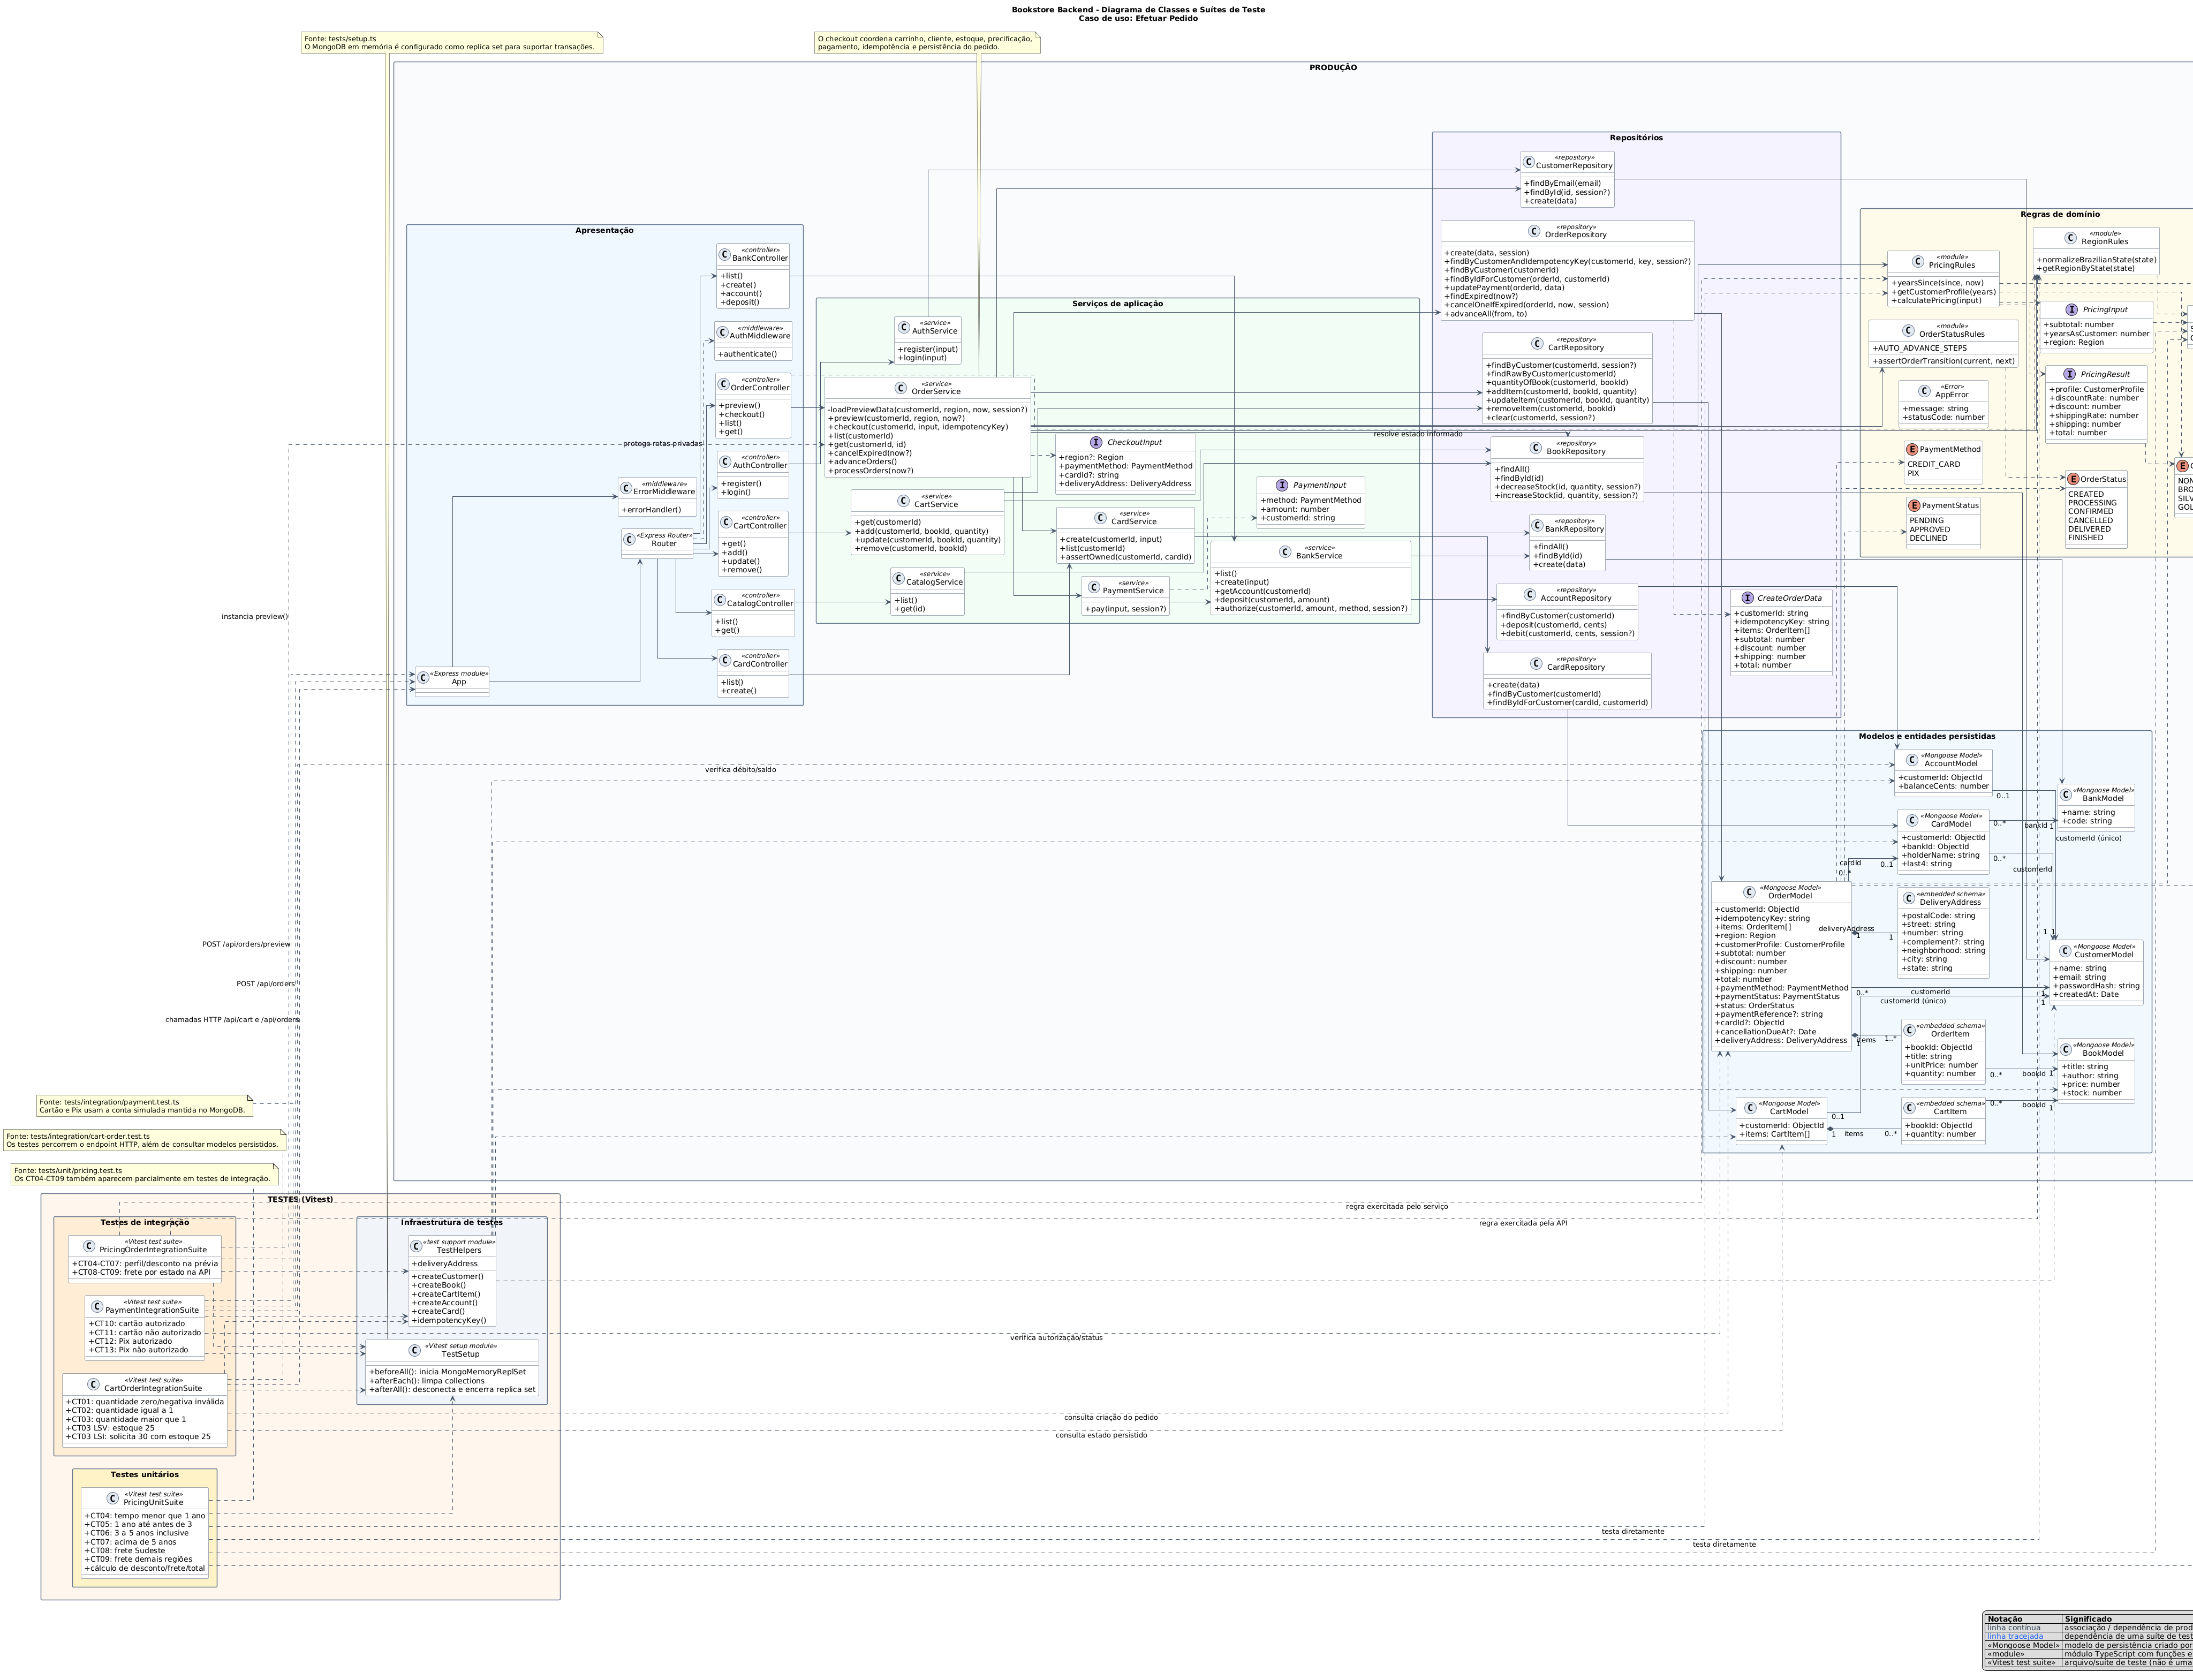 Bookstore Backend - Diagrama de Classes e Suítes de Teste
Caso de uso: Efetuar Pedido
Fonte: tests/setup.ts
O MongoDB em memória é configurado como replica set para suportar transações.
O checkout coordena carrinho, cliente, estoque, precificação,
pagamento, idempotência e persistência do pedido.
PRODUÇÃO
Apresentação
«controller»
BankController
+list()
+create()
+account()
+deposit()
«middleware»
AuthMiddleware
+authenticate()
«controller»
OrderController
+preview()
+checkout()
+list()
+get()
protege rotas privadas
«controller»
AuthController
+register()
+login()
«middleware»
ErrorMiddleware
+errorHandler()
«Express Router»
Router
«controller»
CartController
+get()
+add()
+update()
+remove()
«controller»
CatalogController
+list()
+get()
«controller»
CardController
+list()
+create()
«Express module»
App
Serviços de aplicação
«service»
AuthService
+register(input)
+login(input)
«service»
OrderService
-loadPreviewData(customerId, region, now, session?)
+preview(customerId, region, now?)
+checkout(customerId, input, idempotencyKey)
+list(customerId)
+get(customerId, id)
+cancelExpired(now?)
+advanceOrders()
+processOrders(now?)
CheckoutInput
+region?: Region
+paymentMethod: PaymentMethod
+cardId?: string
+deliveryAddress: DeliveryAddress
«service»
CartService
+get(customerId)
+add(customerId, bookId, quantity)
+update(customerId, bookId, quantity)
+remove(customerId, bookId)
«service»
CardService
+create(customerId, input)
+list(customerId)
+assertOwned(customerId, cardId)
PaymentInput
+method: PaymentMethod
+amount: number
+customerId: string
«service»
CatalogService
+list()
+get(id)
«service»
PaymentService
+pay(input, session?)
«service»
BankService
+list()
+create(input)
+getAccount(customerId)
+deposit(customerId, amount)
+authorize(customerId, amount, method, session?)
resolve estado informado
Repositórios
«repository»
CustomerRepository
+findByEmail(email)
+findById(id, session?)
+create(data)
«repository»
OrderRepository
+create(data, session)
+findByCustomerAndIdempotencyKey(customerId, key, session?)
+findByCustomer(customerId)
+findByIdForCustomer(orderId, customerId)
+updatePayment(orderId, data)
+findExpired(now?)
+cancelOneIfExpired(orderId, now, session)
+advanceAll(from, to)
«repository»
CartRepository
+findByCustomer(customerId, session?)
+findRawByCustomer(customerId)
+quantityOfBook(customerId, bookId)
+addItem(customerId, bookId, quantity)
+updateItem(customerId, bookId, quantity)
+removeItem(customerId, bookId)
+clear(customerId, session?)
«repository»
BookRepository
+findAll()
+findById(id)
+decreaseStock(id, quantity, session?)
+increaseStock(id, quantity, session?)
«repository»
BankRepository
+findAll()
+findById(id)
+create(data)
«repository»
AccountRepository
+findByCustomer(customerId)
+deposit(customerId, cents)
+debit(customerId, cents, session?)
«repository»
CardRepository
+create(data)
+findByCustomer(customerId)
+findByIdForCustomer(cardId, customerId)
CreateOrderData
+customerId: string
+idempotencyKey: string
+items: OrderItem[]
+subtotal: number
+discount: number
+shipping: number
+total: number
Regras de domínio
«module»
PricingRules
+yearsSince(since, now)
+getCustomerProfile(years)
+calculatePricing(input)
«module»
RegionRules
+normalizeBrazilianState(state)
+getRegionByState(state)
PricingInput
+subtotal: number
+yearsAsCustomer: number
+region: Region
«module»
OrderStatusRules
+AUTO_ADVANCE_STEPS
+assertOrderTransition(current, next)
PricingResult
+profile: CustomerProfile
+discountRate: number
+discount: number
+shippingRate: number
+shipping: number
+total: number
«Error»
AppError
+message: string
+statusCode: number
PaymentMethod
CREDIT_CARD
PIX
PaymentStatus
PENDING
APPROVED
DECLINED
OrderStatus
CREATED
PROCESSING
CONFIRMED
CANCELLED
DELIVERED
FINISHED
Modelos e entidades persistidas
«Mongoose Model»
AccountModel
+customerId: ObjectId
+balanceCents: number
0..1
«Mongoose Model»
BankModel
+name: string
+code: string
«Mongoose Model»
CardModel
+customerId: ObjectId
+bankId: ObjectId
+holderName: string
+last4: string
0..*
bankId
1
customerId (único)
0..*
customerId
cardId
0..1
0..*
«Mongoose Model»
OrderModel
+customerId: ObjectId
+idempotencyKey: string
+items: OrderItem[]
+region: Region
+customerProfile: CustomerProfile
+subtotal: number
+discount: number
+shipping: number
+total: number
+paymentMethod: PaymentMethod
+paymentStatus: PaymentStatus
+status: OrderStatus
+paymentReference?: string
+cardId?: ObjectId
+cancellationDueAt?: Date
+deliveryAddress: DeliveryAddress
«embedded schema»
DeliveryAddress
+postalCode: string
+street: string
+number: string
+complement?: string
+neighborhood: string
+city: string
+state: string
deliveryAddress
1
1
1 1
«Mongoose Model»
CustomerModel
+name: string
+email: string
+passwordHash: string
+createdAt: Date
0..*
customerId
1
customerId (único)
1
«embedded schema»
OrderItem
+bookId: ObjectId
+title: string
+unitPrice: number
+quantity: number
items
1
1..*
0..*
bookId
1
«Mongoose Model»
BookModel
+title: string
+author: string
+price: number
+stock: number
«Mongoose Model»
CartModel
+customerId: ObjectId
+items: CartItem[]
0..1
1
items
0..*
«embedded schema»
CartItem
+bookId: ObjectId
+quantity: number
0..*
bookId
1
instancia preview()
verifica débito/saldo
POST /api/orders/preview
POST /api/orders
chamadas HTTP /api/cart e /api/orders
Fonte: tests/integration/payment.test.ts
Cartão e Pix usam a conta simulada mantida no MongoDB.
Fonte: tests/integration/cart-order.test.ts
Os testes percorrem o endpoint HTTP, além de consultar modelos persistidos.
Fonte: tests/unit/pricing.test.ts
Os CT04-CT09 também aparecem parcialmente em testes de integração.
TESTES (Vitest)
Testes de integração
«Vitest test suite»
PricingOrderIntegrationSuite
+CT04-CT07: perfil/desconto na prévia
+CT08-CT09: frete por estado na API
«Vitest test suite»
PaymentIntegrationSuite
+CT10: cartão autorizado
+CT11: cartão não autorizado
+CT12: Pix autorizado
+CT13: Pix não autorizado
«Vitest test suite»
CartOrderIntegrationSuite
+CT01: quantidade zero/negativa inválida
+CT02: quantidade igual a 1
+CT03: quantidade maior que 1
+CT03 LSV: estoque 25
+CT03 LSI: solicita 30 com estoque 25
Infraestrutura de testes
«test support module»
TestHelpers
+deliveryAddress
+createCustomer()
+createBook()
+createCartItem()
+createAccount()
+createCard()
+idempotencyKey()
«Vitest setup module»
TestSetup
+beforeAll(): inicia MongoMemoryReplSet
+afterEach(): limpa collections
+afterAll(): desconecta e encerra replica set
Testes unitários
«Vitest test suite»
PricingUnitSuite
+CT04: tempo menor que 1 ano
+CT05: 1 ano até antes de 3
+CT06: 3 a 5 anos inclusive
+CT07: acima de 5 anos
+CT08: frete Sudeste
+CT09: frete demais regiões
+cálculo de desconto/frete/total
regra exercitada pelo serviço
regra exercitada pela API
verifica autorização/status
consulta criação do pedido
consulta estado persistido
testa diretamente
testa diretamente
Notação Significado
linha contínua associação / dependência de prod
linha tracejada dependência de uma suíte de test
«Mongoose Model» modelo de persistência criado por
«module» módulo TypeScript com funções e
«Vitest test suite» arquivo/suíte de teste (não é uma